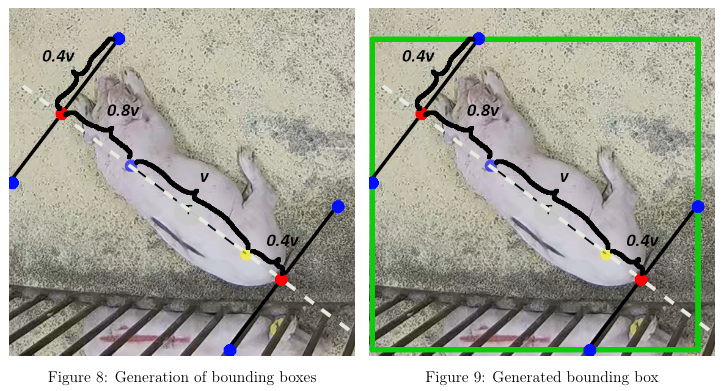 0.4v
0.8v
v
0.4v
0.4v
0.8v
v
0.4v
Figure 8: Generation of bounding boxes
Figure 9: Generated bounding box